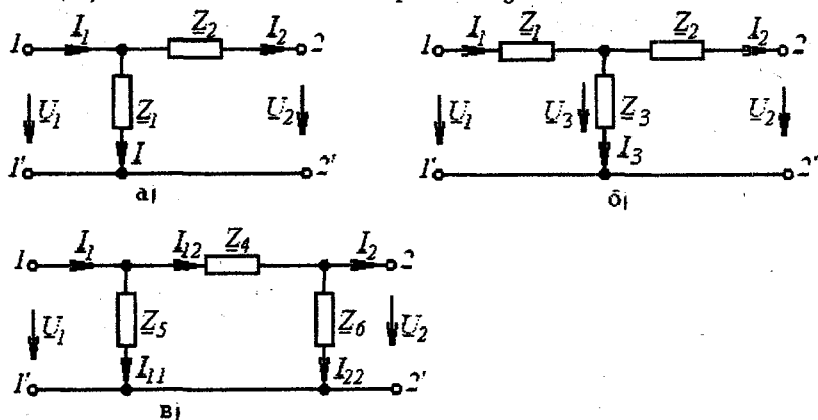 1 I₁ Z₂ I₂ 2
U₁ Z₁ U₂
I
1' 2'
а)
1 I₁ Z₁ Z₂ I₂ 2
U₁ U₃ Z₃ U₂
I₃
1' 2'
б)
1 I₁ I₁₂ Z₄ I₂ 2
U₁ Z₅ Z₆ U₂
I₁₁ I₂₂
1' 2'
в)